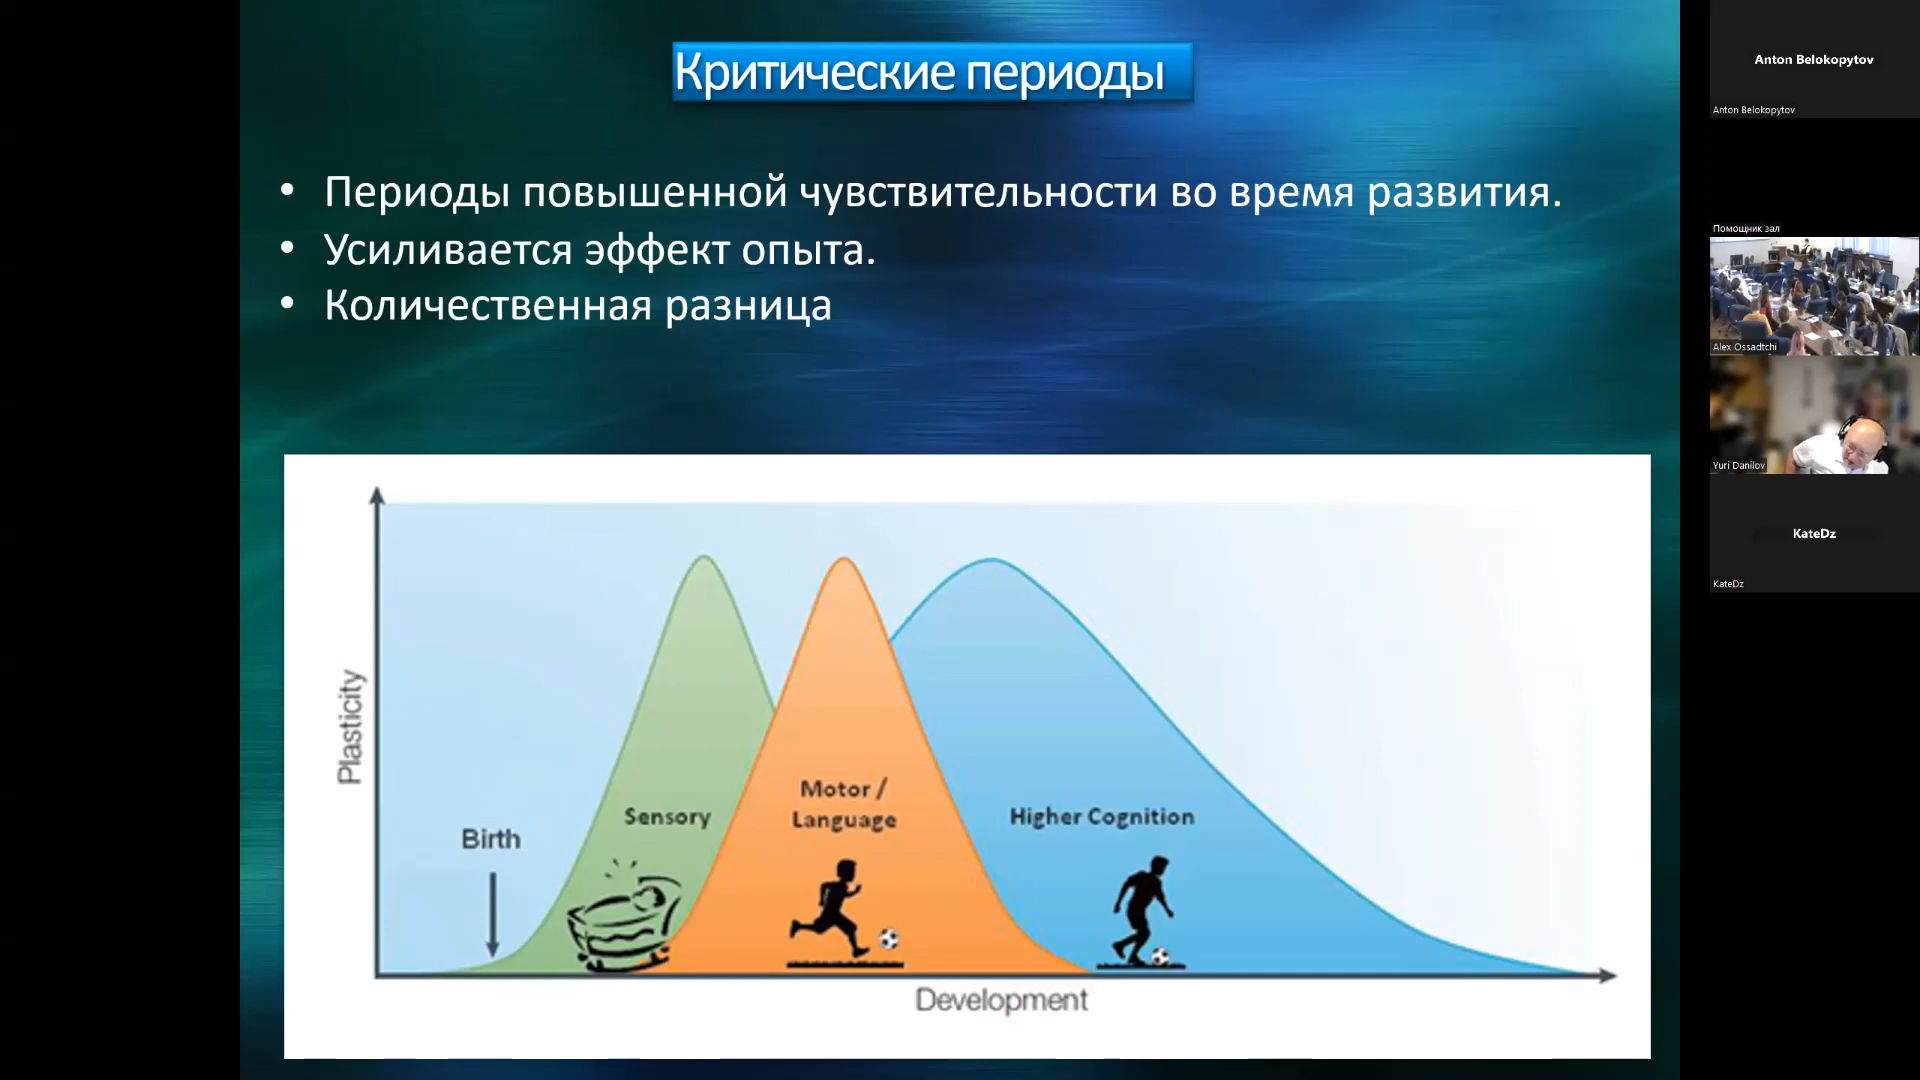 Критические периоды
• Периоды повышенной чувствительности во время развития.
• Усиливается эффект опыта.
• Количественная разница
Plasticity
Birth
Sensory
Motor /
Language
Higher Cognition
Development
Anton Belokopytov
Anton Belokopytov
Помощник зал
Alex Ossadtchi
Yuri Danilov
KateDz
KateDz